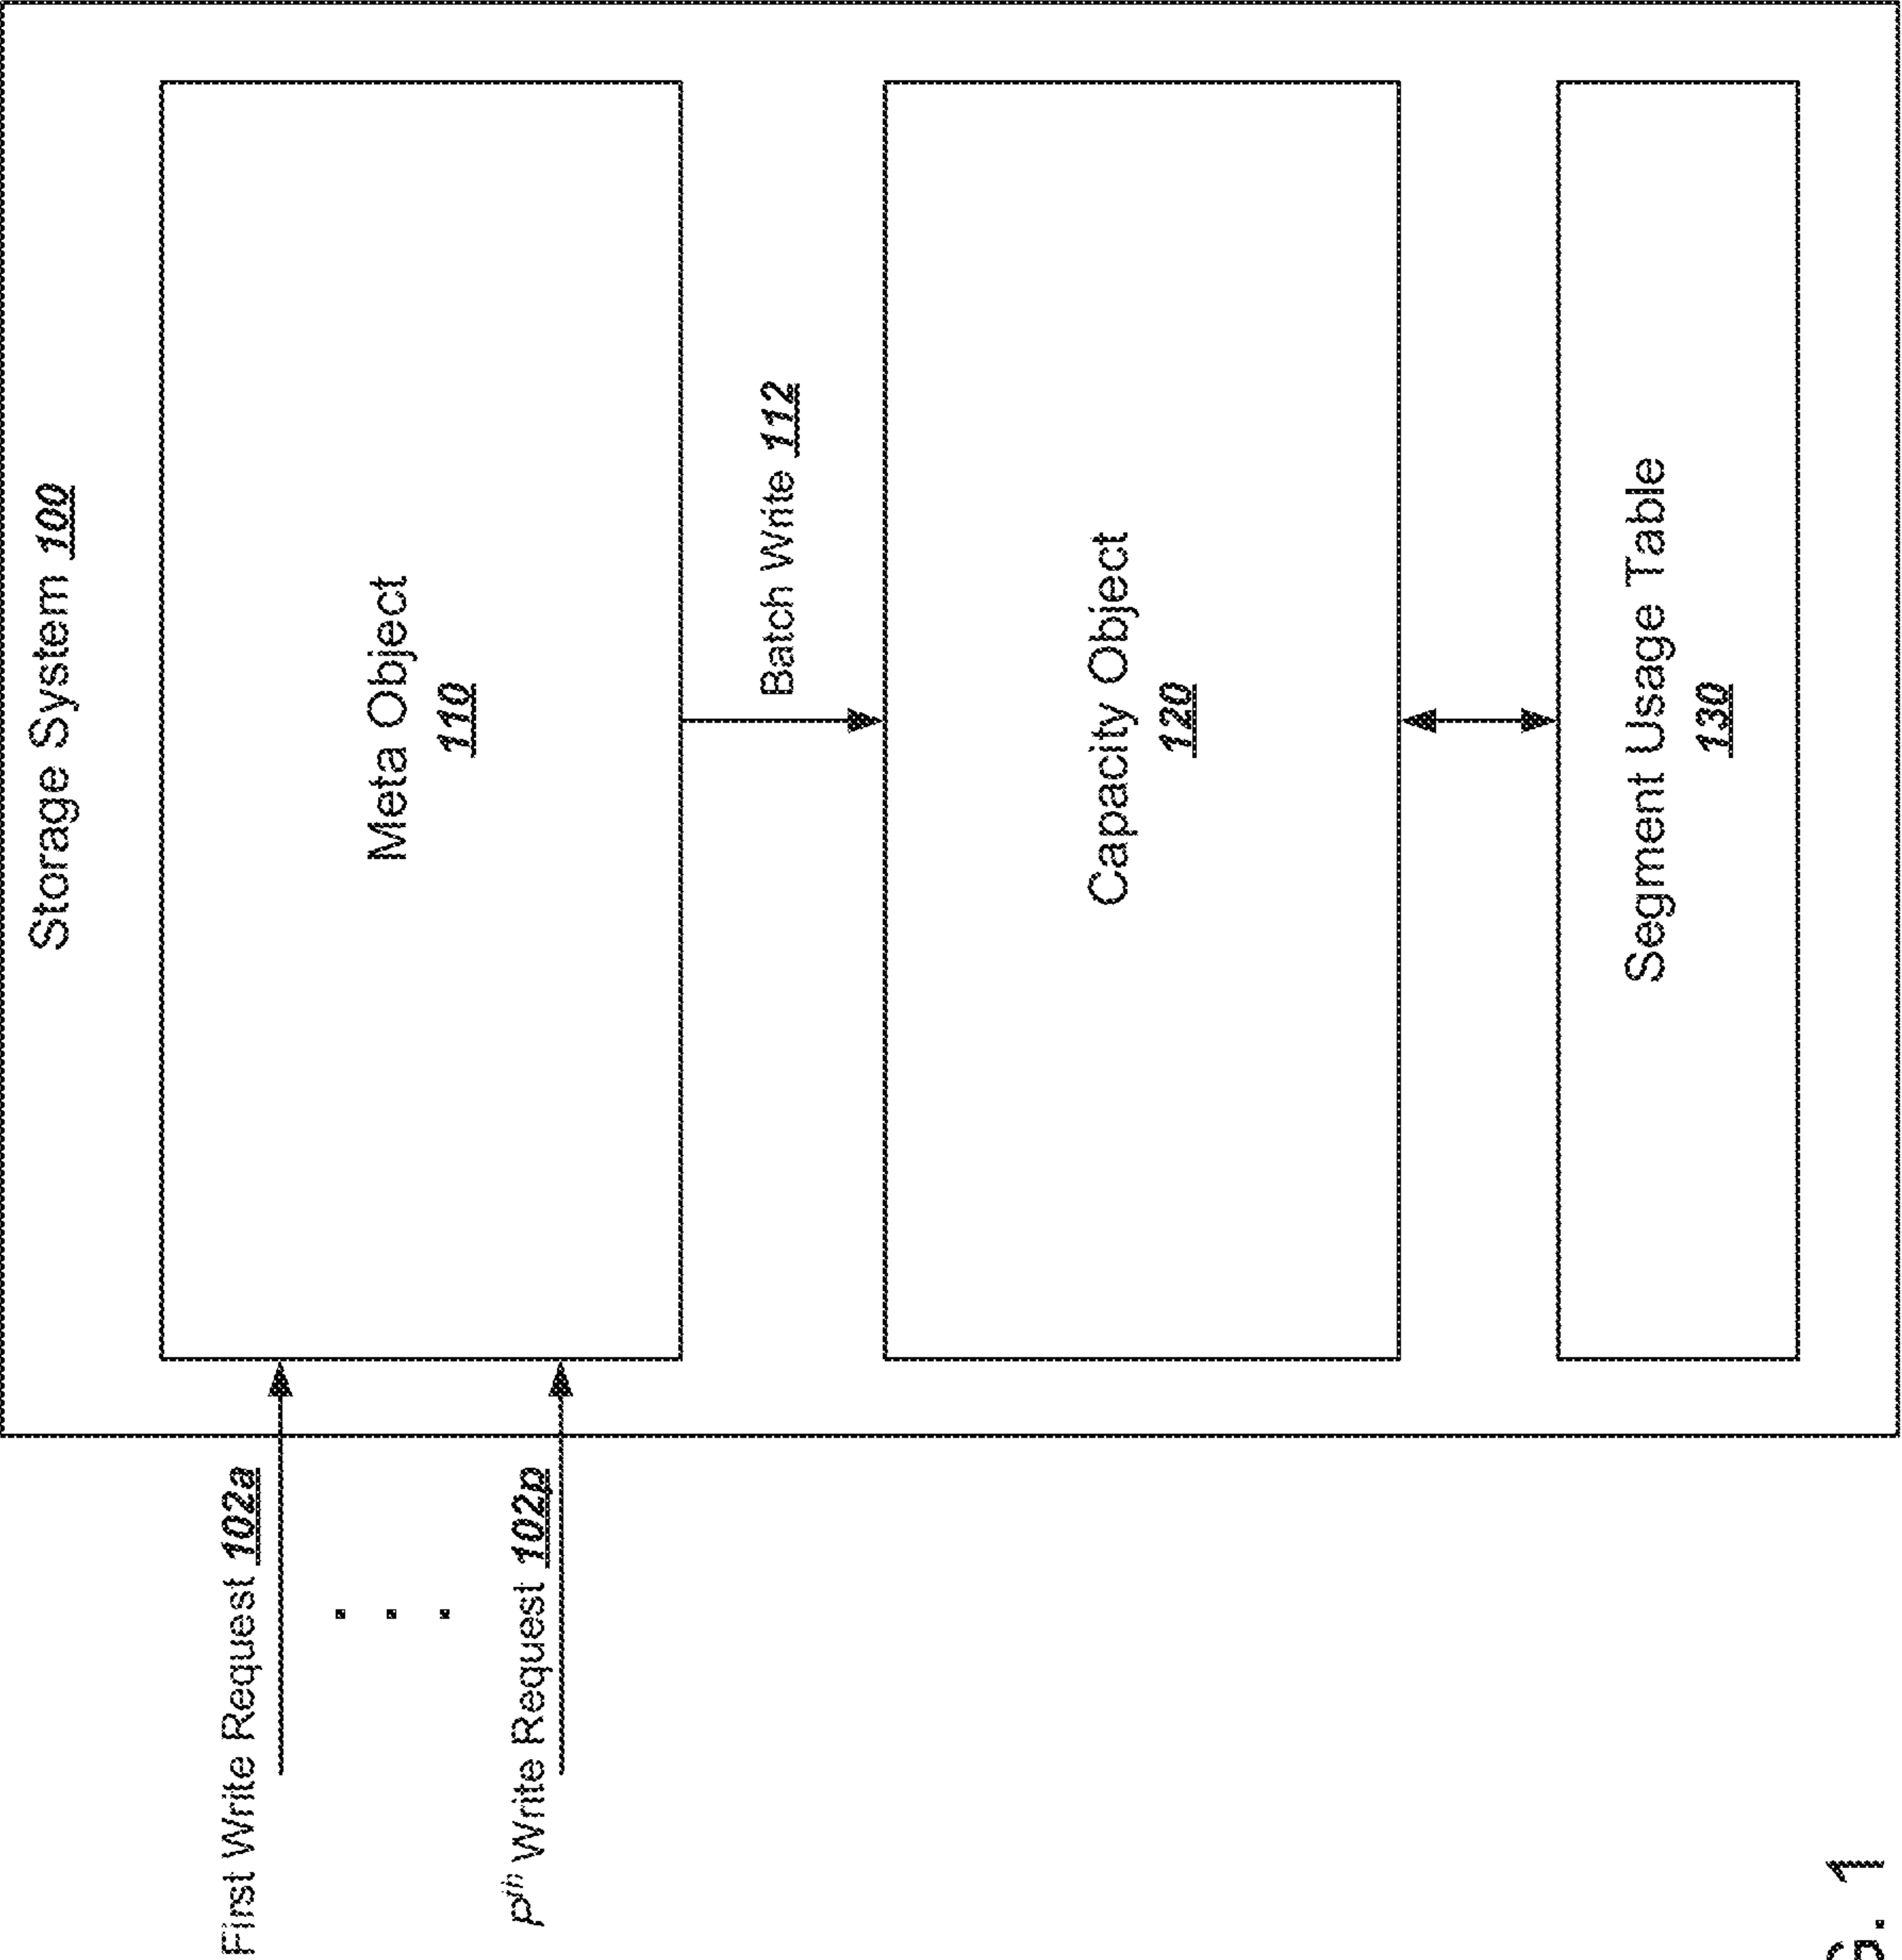 Storage System 100
First Write Request 102a
Pth Write Request 102p
Meta Object
110
Batch Write 112
Capacity Object
120
Segment Usage Table
130
. 1